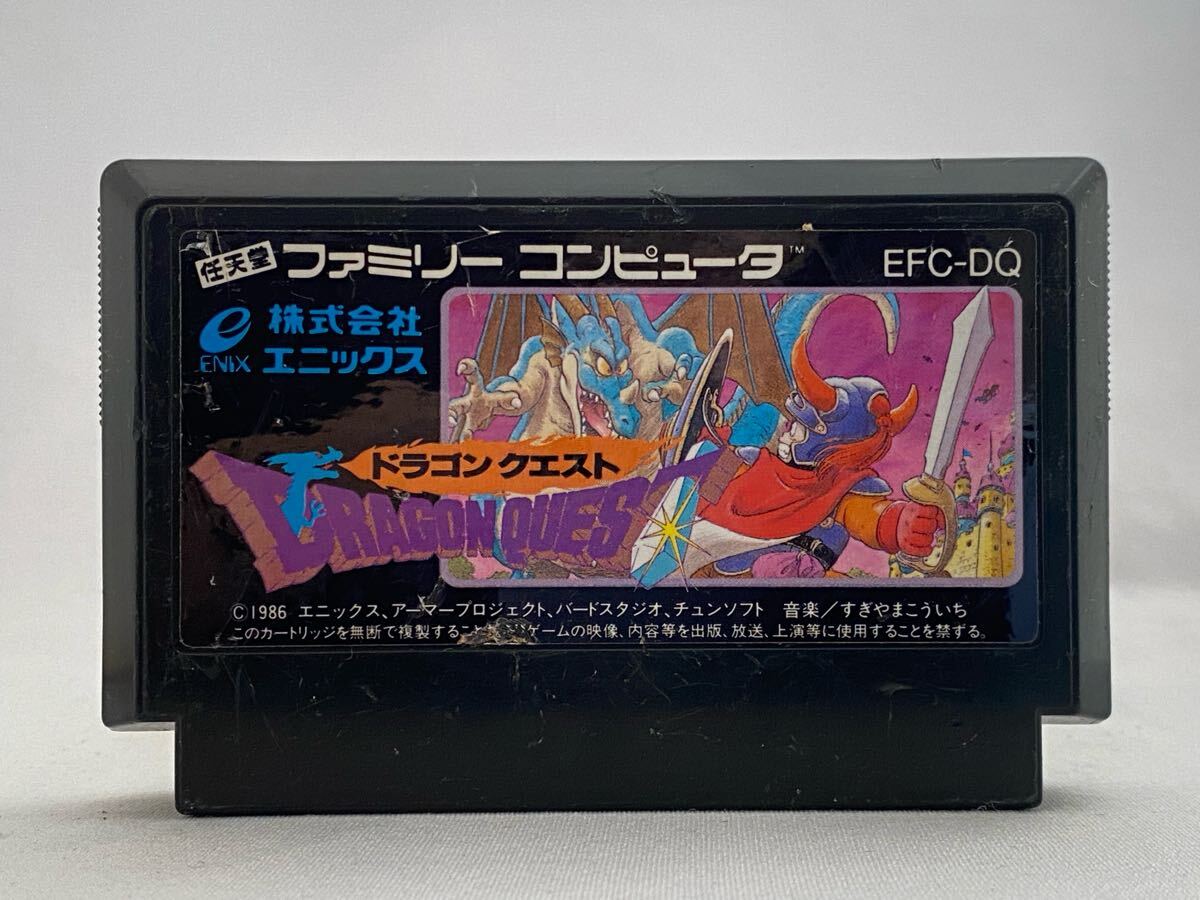 任天堂 ファミリー コンピュータ™ EFC-DQ
ENIX 株式会社
エニックス
ドラゴンクエスト
DRAGON QUEST
©1986 エニックス、アーマープロジェクト、バードスタジオ、チュンソフト 音楽/すぎやまこういち
このカートリッジを無断で複製すること ゲームの映像、内容等を出版、放送、上演等に使用することを禁ずる。